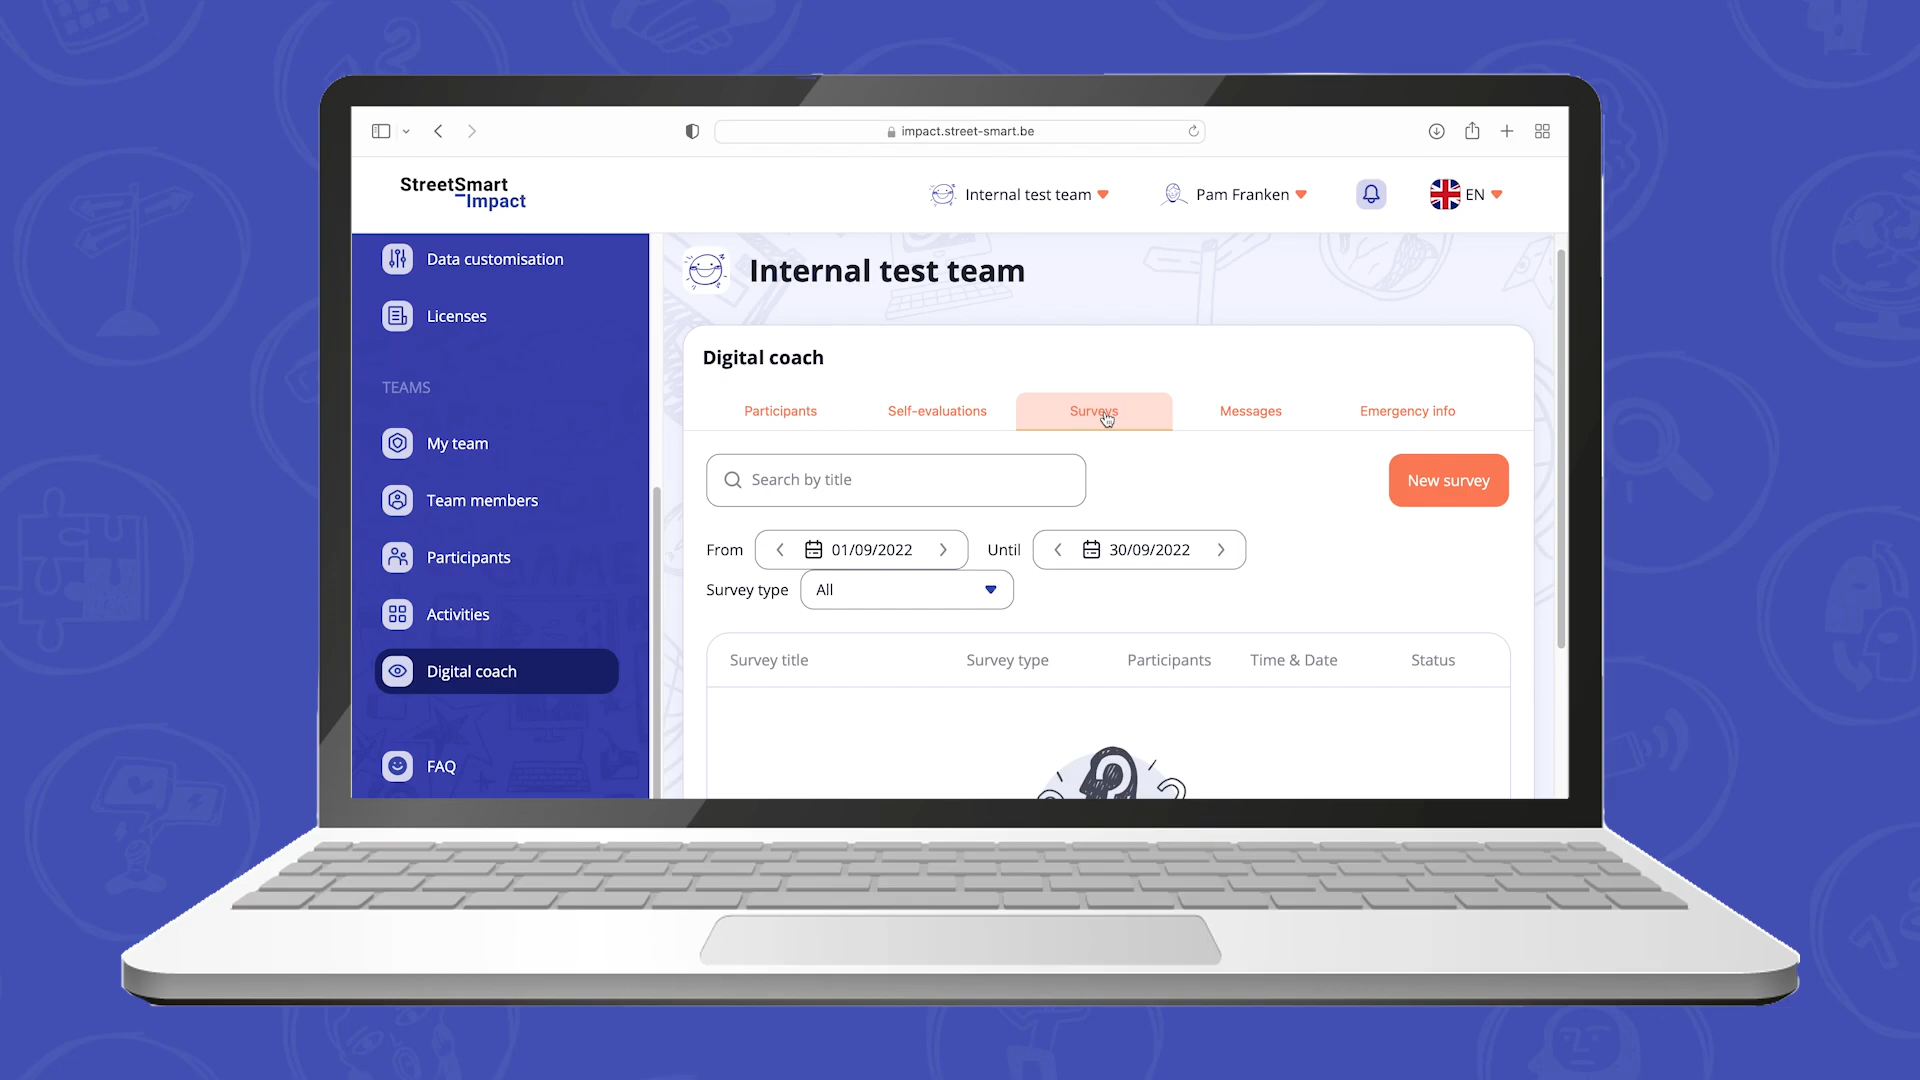 impact.street-smart.be
StreetSmart
Impact
Internal test team
Pam Franken
EN
Data customisation
Licenses
TEAMS
My team
Team members
Participants
Activities
Digital coach
FAQ
Internal test team
Digital coach
Participants
Self-evaluations
Surveys
Messages
Emergency info
Search by title
New survey
From
01/09/2022
Until
30/09/2022
Survey type
All
Survey title
Survey type
Participants
Time & Date
Status